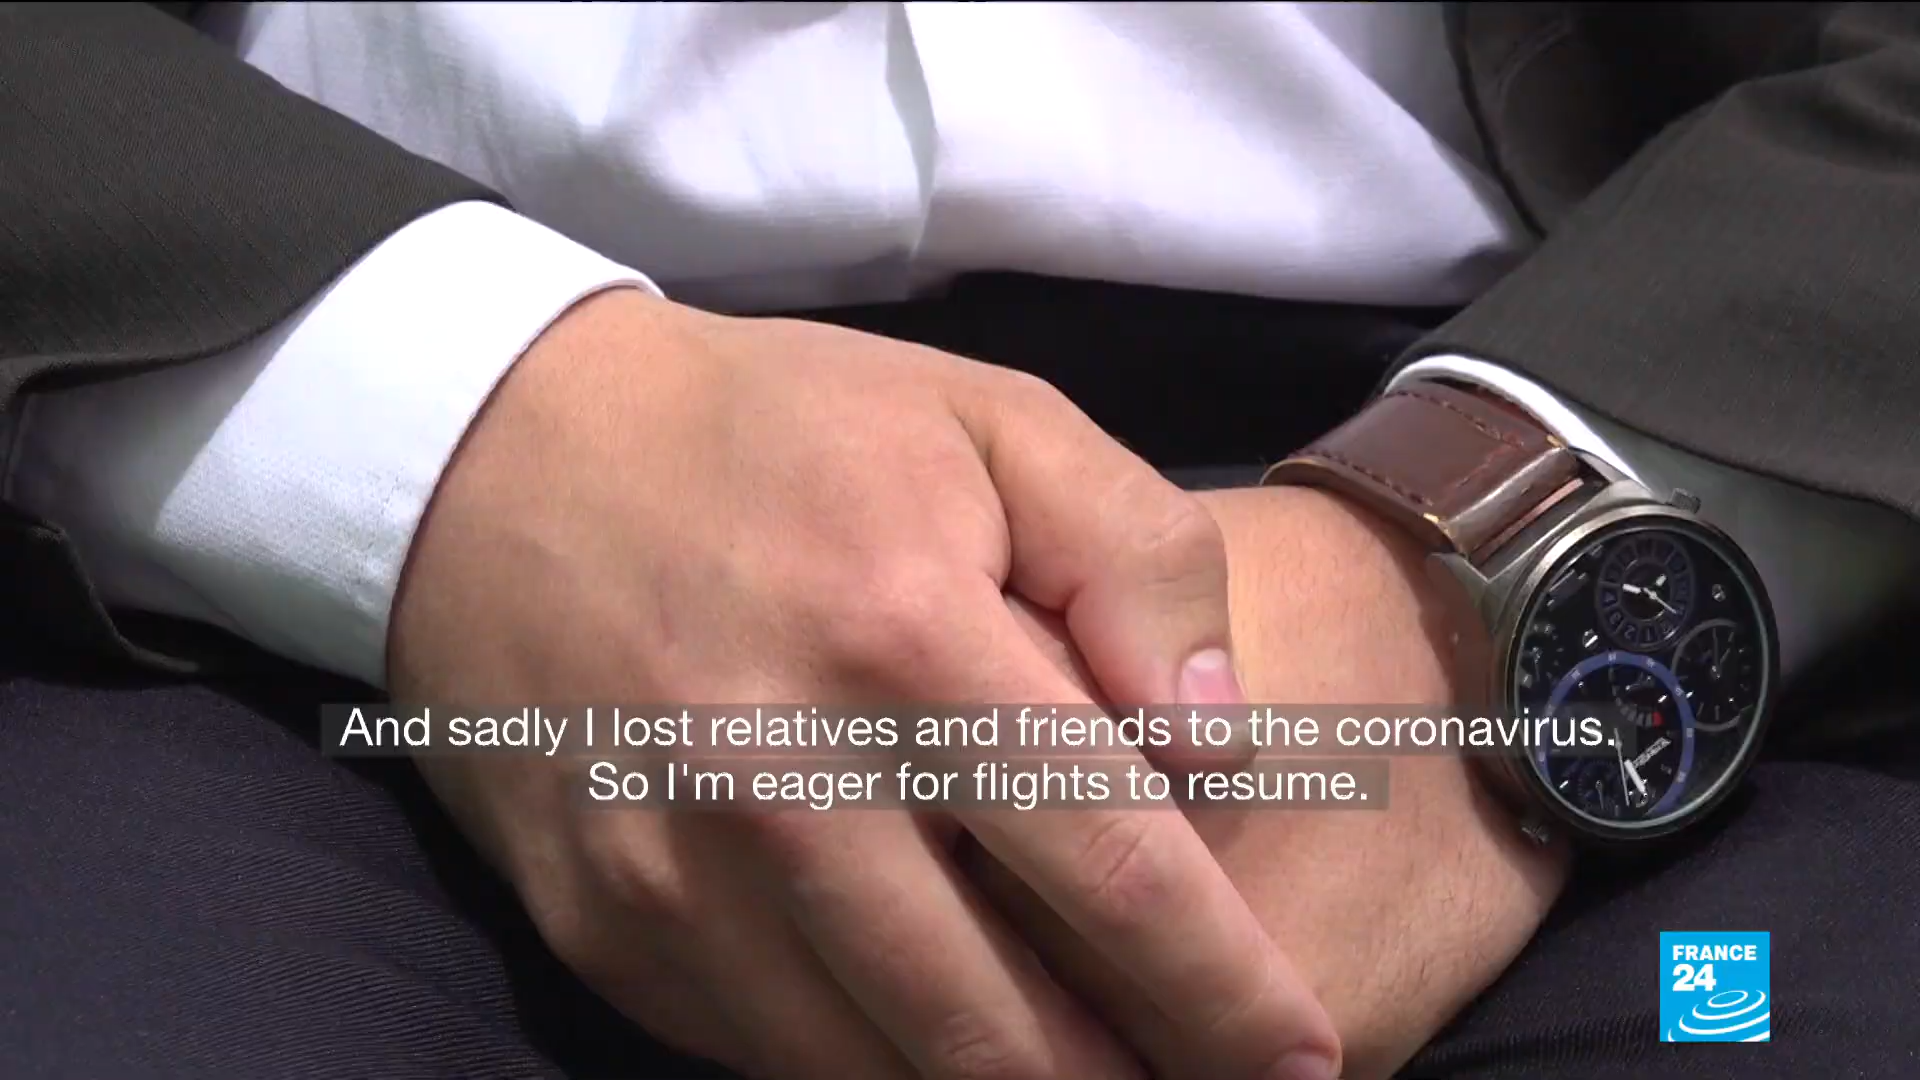 And sadly I lost relatives and friends to the coronavirus.
So I'm eager for flights to resume.
FRANCE
24